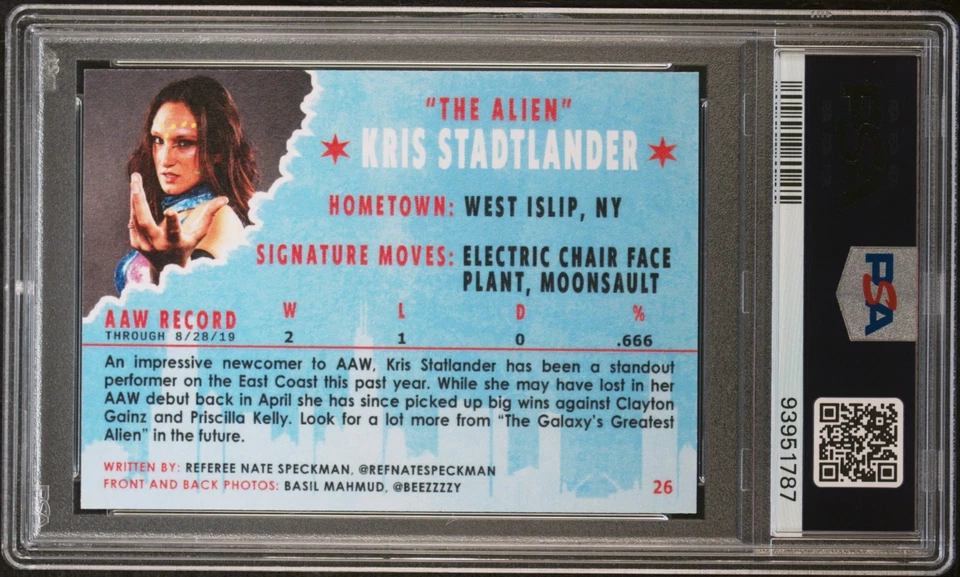 "THE ALIEN"
KRIS STADTLANDER
HOMETOWN: WEST ISLIP, NY
SIGNATURE MOVES: ELECTRIC CHAIR FACE
PLANT, MOONSAULT
AAW RECORD W L D %
THROUGH 8/28/19 2 1 0 .666
An impressive newcomer to AAW, Kris Statlander has been a standout
performer on the East Coast this past year. While she may have lost in her
AAW debut back in April she has since picked up big wins against Clayton
Gainz and Priscilla Kelly. Look for a lot more from "The Galaxy's Greatest
Alien" in the future.
WRITTEN BY: REFEREE NATE SPECKMAN, @REFNATESPECKMAN
FRONT AND BACK PHOTOS: BASIL MAHMUD, @BEEZZZZY
26
PSA
93951787